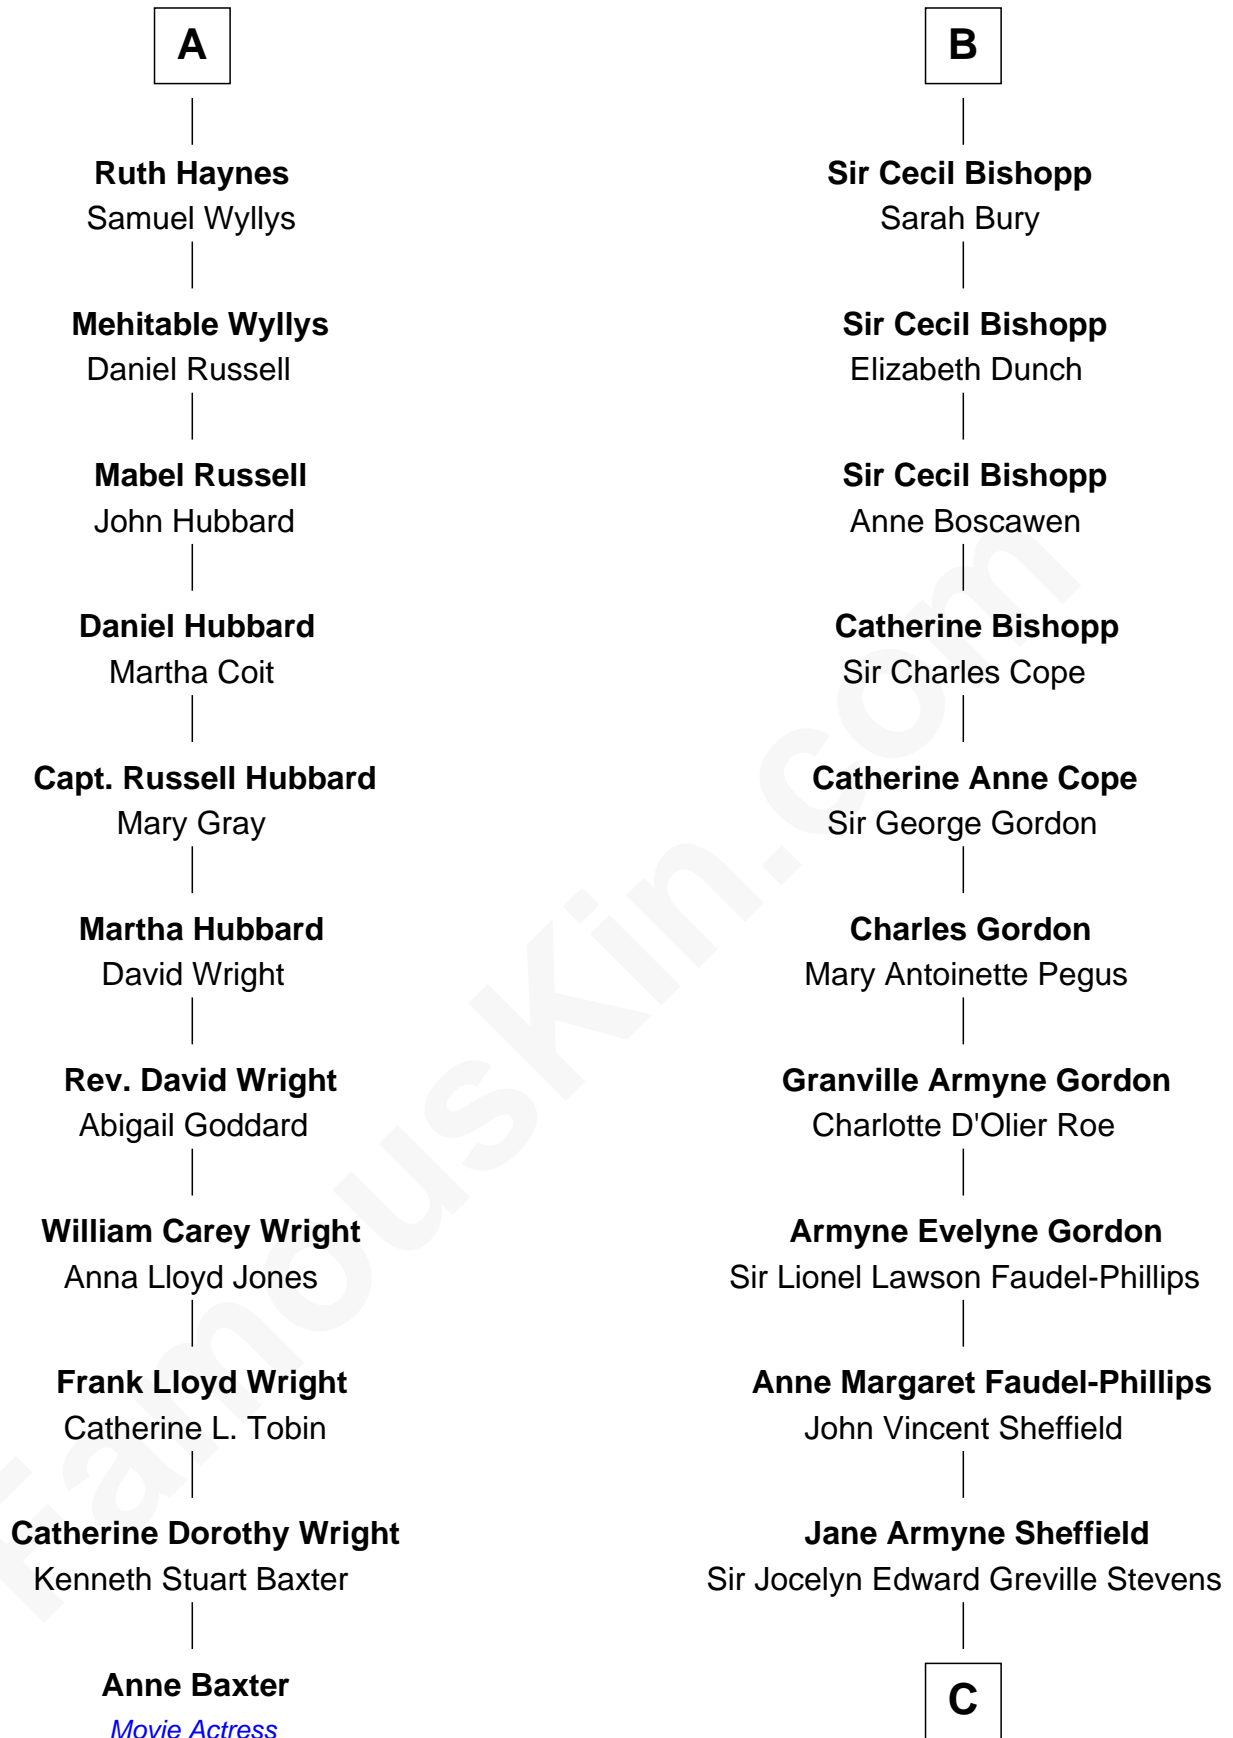 A
Ruth Haynes
Samuel Wyllys
Mehitable Wyllys
Daniel Russell
Mabel Russell
John Hubbard
Daniel Hubbard
Martha Coit
Capt. Russell Hubbard
Mary Gray
Martha Hubbard
David Wright
Rev. David Wright
Abigail Goddard
William Carey Wright
Anna Lloyd Jones
Frank Lloyd Wright
Catherine L. Tobin
Catherine Dorothy Wright
Kenneth Stuart Baxter
Anne Baxter
Movie Actress
B
Sir Cecil Bishopp
Sarah Bury
Sir Cecil Bishopp
Elizabeth Dunch
Sir Cecil Bishopp
Anne Boscawen
Catherine Bishopp
Sir Charles Cope
Catherine Anne Cope
Sir George Gordon
Charles Gordon
Mary Antoinette Pegus
Granville Armyne Gordon
Charlotte D'Olier Roe
Armyne Evelyne Gordon
Sir Lionel Lawson Faudel-Phillips
Anne Margaret Faudel-Phillips
John Vincent Sheffield
Jane Armyne Sheffield
Sir Jocelyn Edward Greville Stevens
C
FamousKin.com